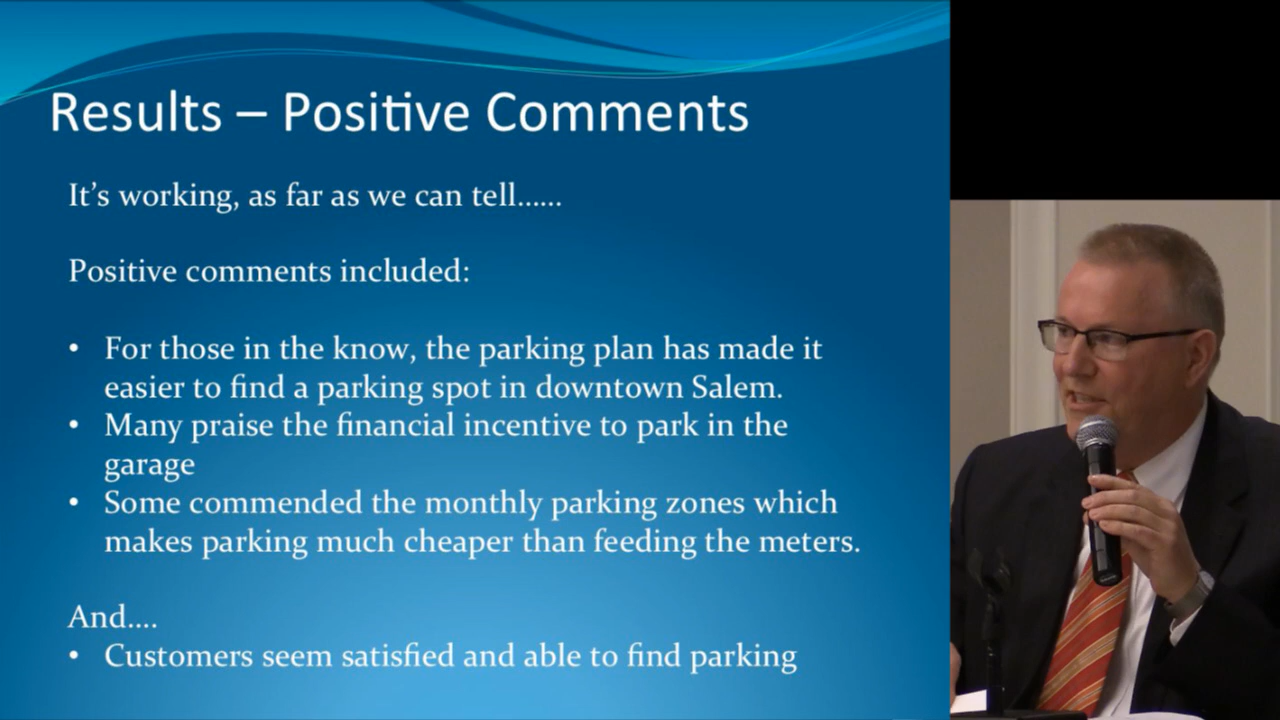 Results – Positive Comments
It's working, as far as we can tell......
Positive comments included:
• For those in the know, the parking plan has made it
easier to find a parking spot in downtown Salem.
• Many praise the financial incentive to park in the
garage
• Some commended the monthly parking zones which
makes parking much cheaper than feeding the meters.
And....
• Customers seem satisfied and able to find parking